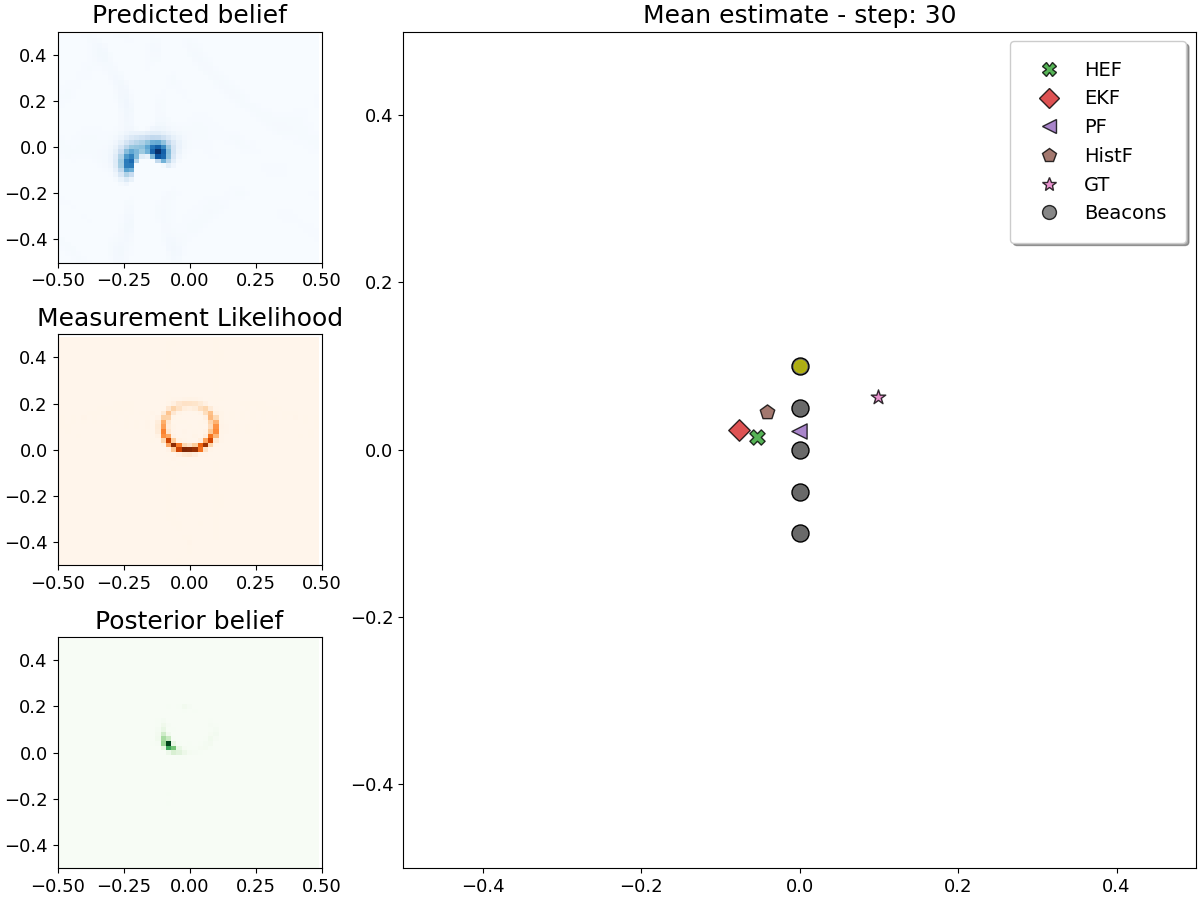 Predicted belief
0.4
0.2
0.0
−0.2
−0.4
−0.50 −0.25 0.00 0.25 0.50
Measurement Likelihood
0.4
0.2
0.0
−0.2
−0.4
−0.50 −0.25 0.00 0.25 0.50
Posterior belief
0.4
0.2
0.0
−0.2
−0.4
−0.50 −0.25 0.00 0.25 0.50
Mean estimate - step: 30
HEF
EKF
PF
HistF
GT
Beacons
0.4
0.2
0.0
−0.2
−0.4
−0.4 −0.2 0.0 0.2 0.4